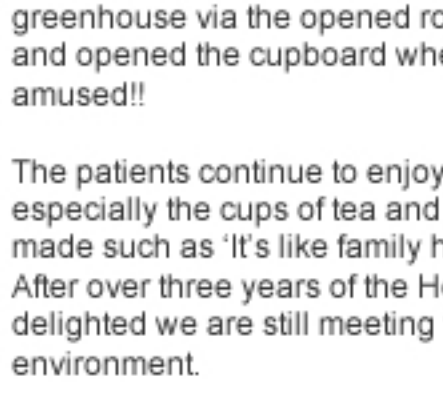 greenhouse via the opened
and opened the cupboard
amused!!
The patients continue to enjoy
especially the cups of tea and
made such as ‘It’s like family
After over three years of the
delighted we are still meeting
environment.